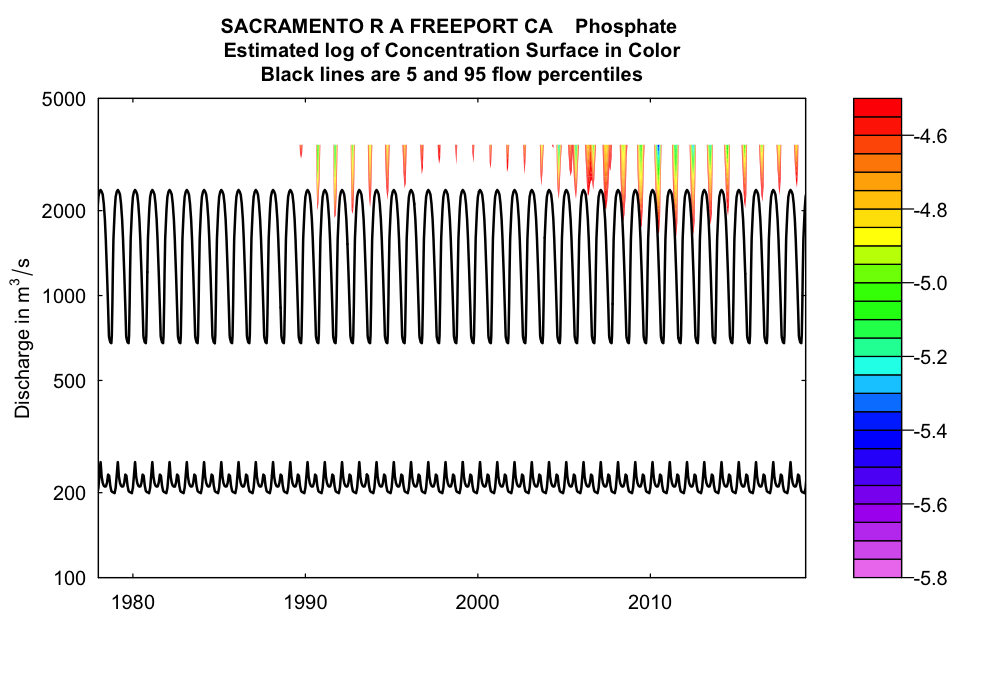 SACRAMENTO R A FREEPORT CA Phosphate
Estimated log of Concentration Surface in Color
Black lines are 5 and 95 flow percentiles
5000
2000
1000
500
200
100
Discharge in m³/s
1980 1990 2000 2010
-4.6
-4.8
-5.0
-5.2
-5.4
-5.6
-5.8